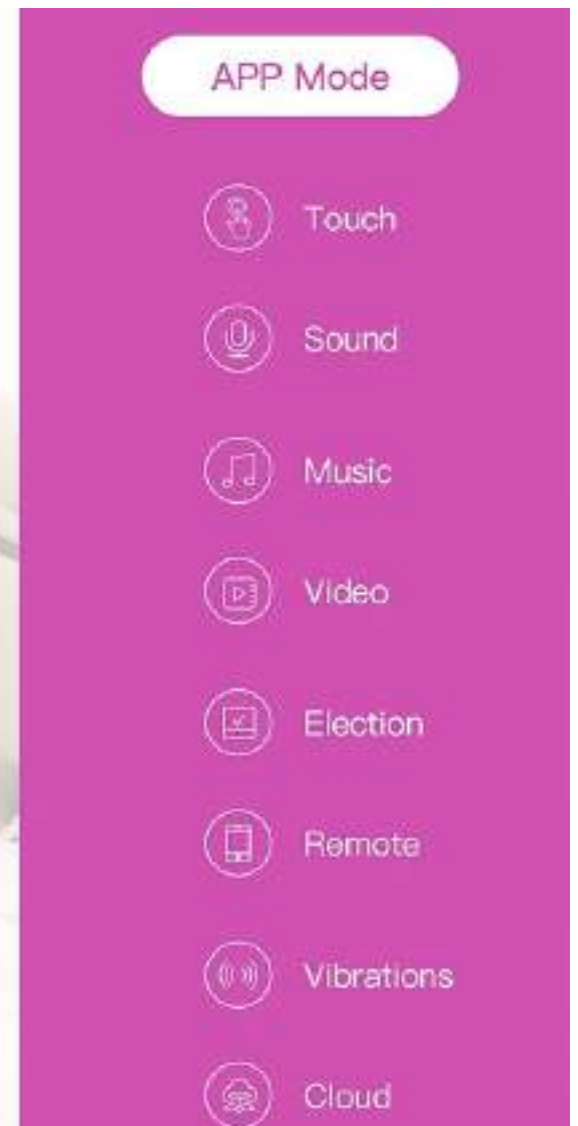 APP Mode
Touch
Sound
Music
Video
Election
Remote
Vibrations
Cloud